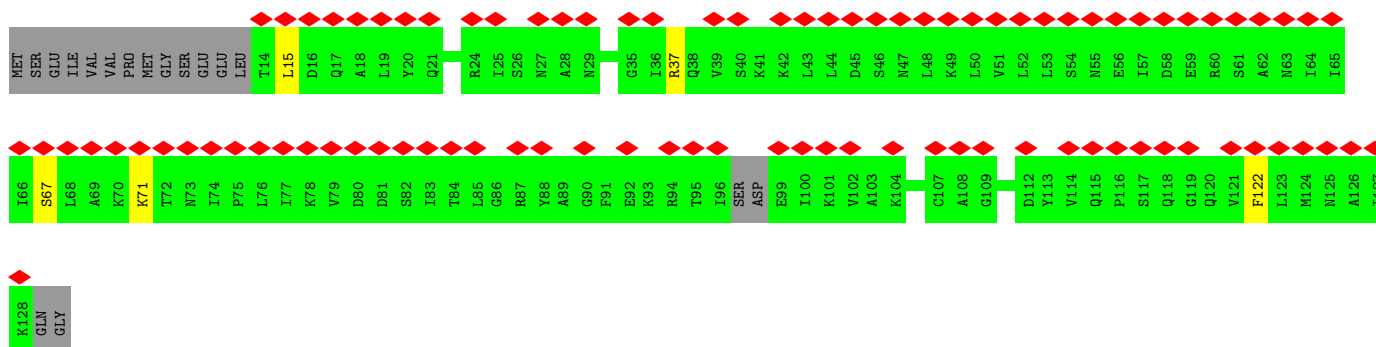 MET SER GLU ILE VAL VAL PRO MET GLY SER GLU GLU LEU T14 L15 D16 Q17 A18 L19 Y20 Q21 R24 I25 S26 N27 A28 N29 G35 I36 R37 Q38 V39 S40 K41 K42 L43 L44 D45 S46 N47 L48 K49 L50 V51 L52 L53 S54 N55 E56 I57 D58 E59 R60 S61 A62 N63 I64 I65
I66 S67 L68 A69 K70 K71 T72 N73 I74 P75 L76 I77 K78 V79 D80 D81 S82 I83 T84 L85 G86 R87 Y88 A89 G90 F91 E92 K93 R94 T95 I96 SER ASP E99 I100 K101 V102 A103 K104 C107 A108 G109 D112 Y113 V114 Q115 P116 S117 Q118 G119 Q120 V121 F122 L123 M124 N125 A126
K128 GLN GLY